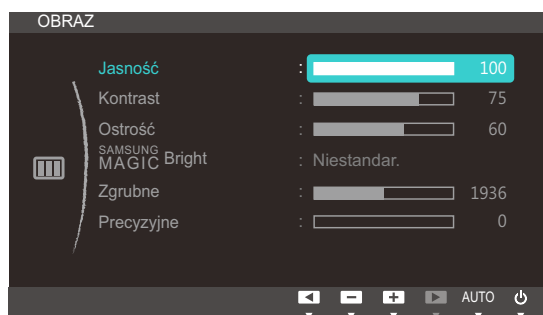 OBRAZ
Jasność : 100
Kontrast : 75
Ostrość : 60
SAMSUNG
MAGIC Bright : Niestandar.
Zgrubne : 1936
Precyzyjne : 0
AUTO